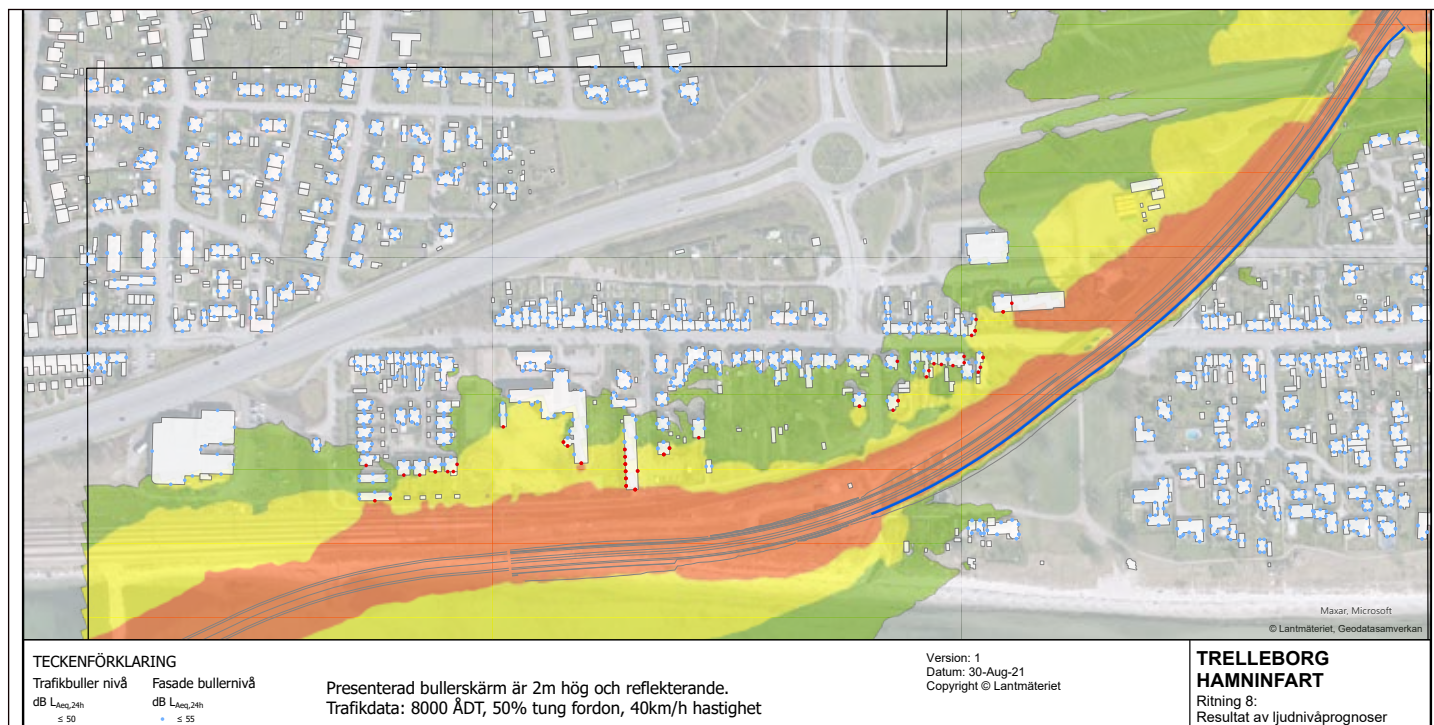 Maxar, Microsoft
© Lantmäteriet, Geodatasamverkan
TECKENFÖRKLARING
Trafikbuller nivå
dB LAeq,24h
≤ 50
Fasade bullernivå
dB LAeq,24h
≤ 55
Presenterad bullerskärm är 2m hög och reflekterande.
Trafikdata: 8000 ÅDT, 50% tung fordon, 40km/h hastighet
Version: 1
Datum: 30-Aug-21
Copyright © Lantmäteriet
TRELLEBORG
HAMNINFART
Ritning 8:
Resultat av ljudnivåprognoser